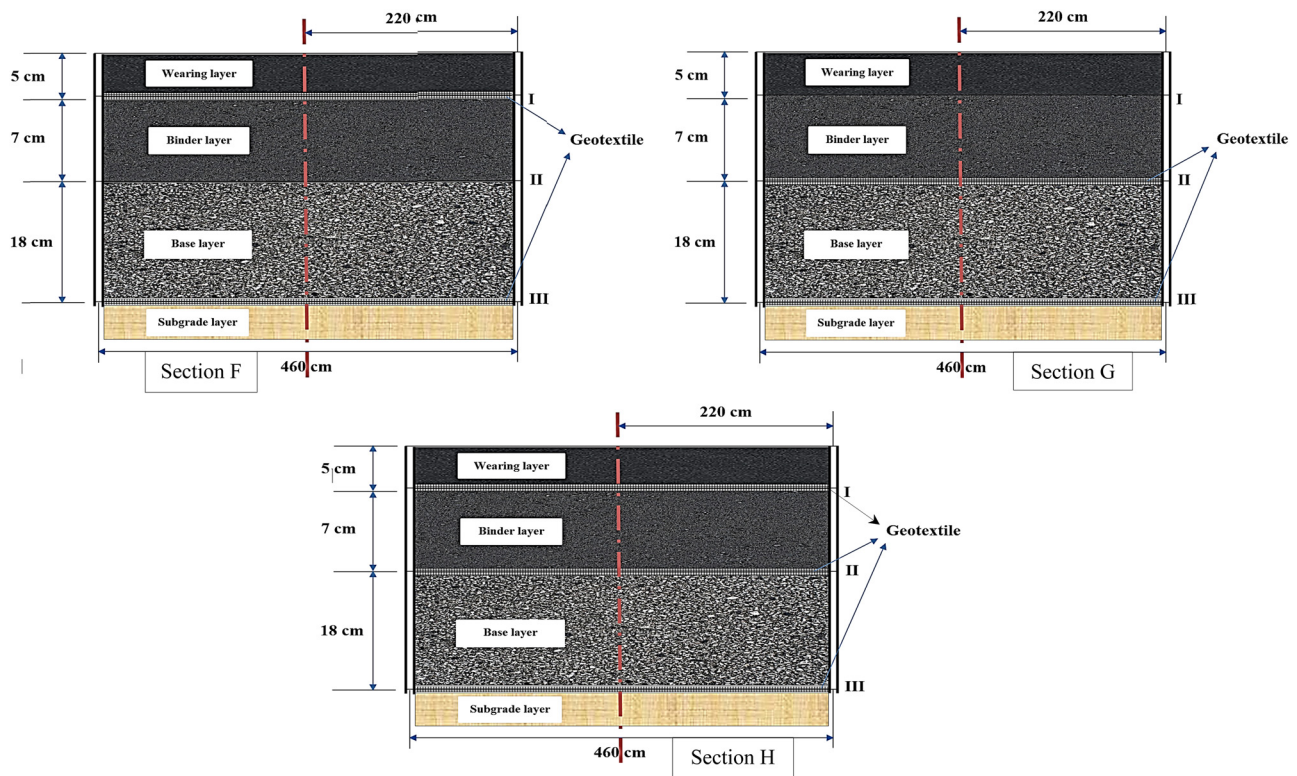 220 cm
5 cm
Wearing layer
I
7 cm
Binder layer
Geotextile
II
18 cm
Base layer
III
Subgrade layer
460 cm
Section F
220 cm
5 cm
Wearing layer
I
7 cm
Binder layer
Geotextile
II
18 cm
Base layer
III
Subgrade layer
460 cm
Section G
220 cm
5 cm
Wearing layer
I
7 cm
Binder layer
Geotextile
II
18 cm
Base layer
III
Subgrade layer
460 cm
Section H